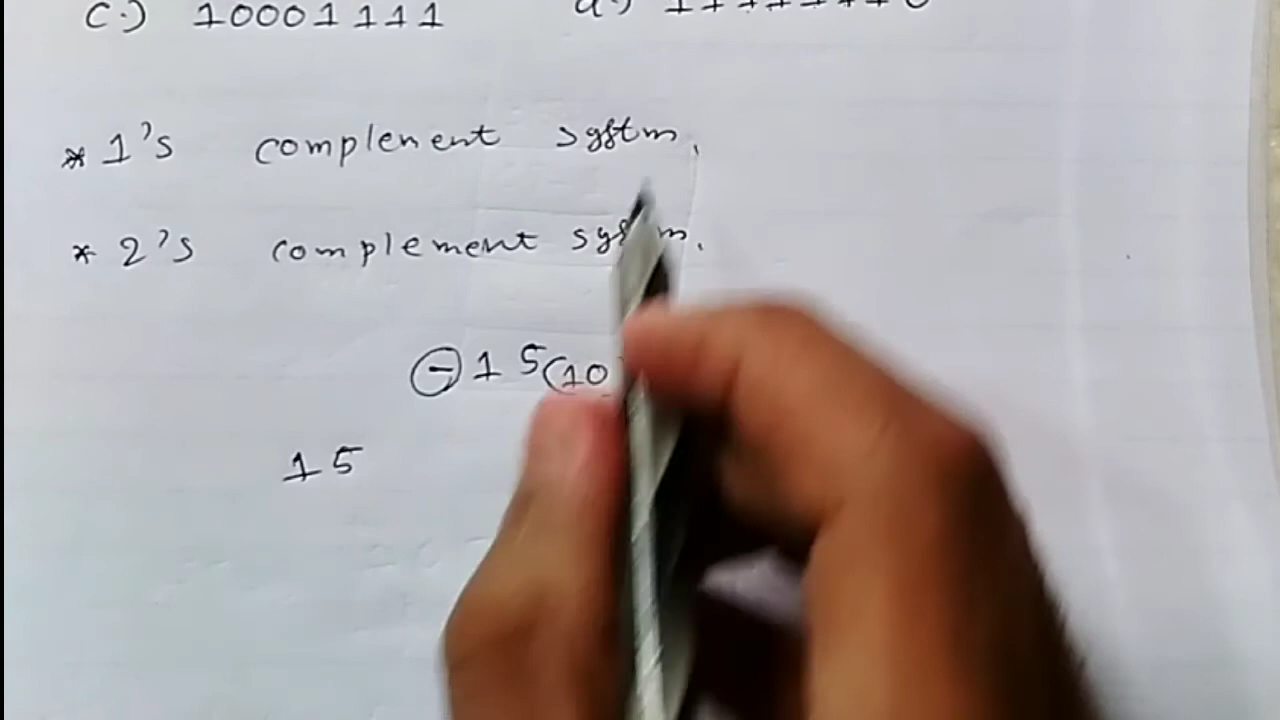 C.) 10001111
* 1's complement system.
* 2's complement system.
-15(10
15